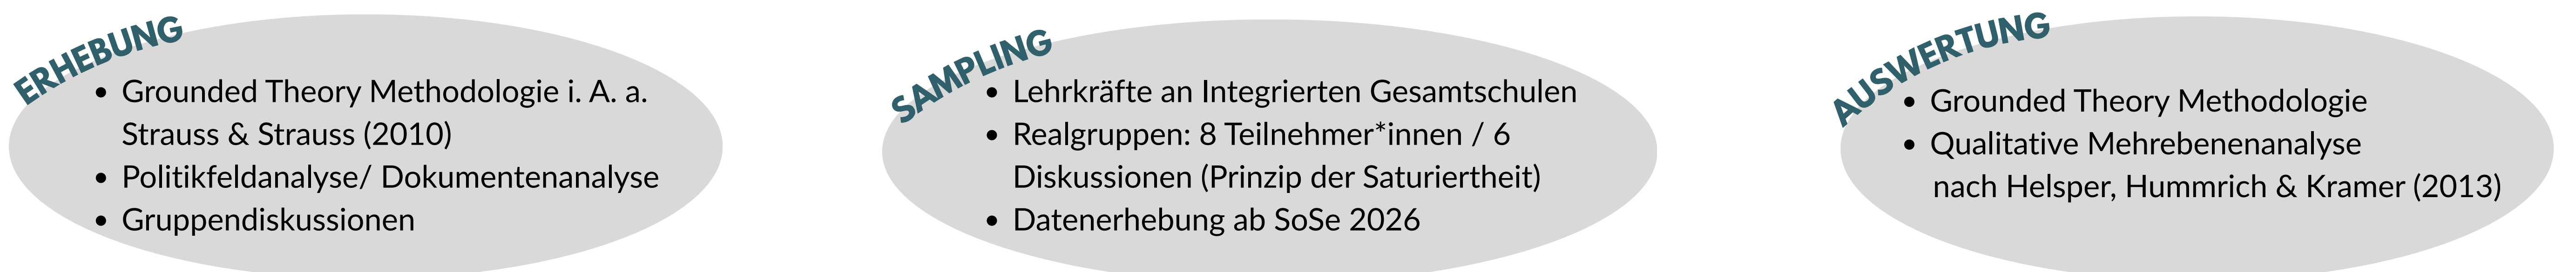 ERHEBUNG
• Grounded Theory Methodologie i. A. a.
Strauss & Strauss (2010)
• Politikfeldanalyse/ Dokumentenanalyse
• Gruppendiskussionen
SAMPLING
• Lehrkräfte an Integrierten Gesamtschulen
• Realgruppen: 8 Teilnehmer*innen / 6
Diskussionen (Prinzip der Saturiertheit)
• Datenerhebung ab SoSe 2026
AUSWERTUNG
• Grounded Theory Methodologie
• Qualitative Mehrebenenanalyse
nach Helsper, Hummrich & Kramer (2013)